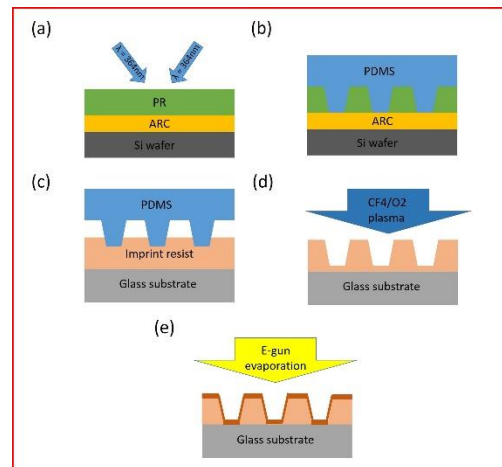 (a)
λ = 364nm
λ = 364nm
PR
ARC
Si wafer
(b)
PDMS
ARC
Si wafer
(c)
PDMS
Imprint resist
Glass substrate
(d)
CF4/O2
plasma
Glass substrate
(e)
E-gun
evaporation
Glass substrate